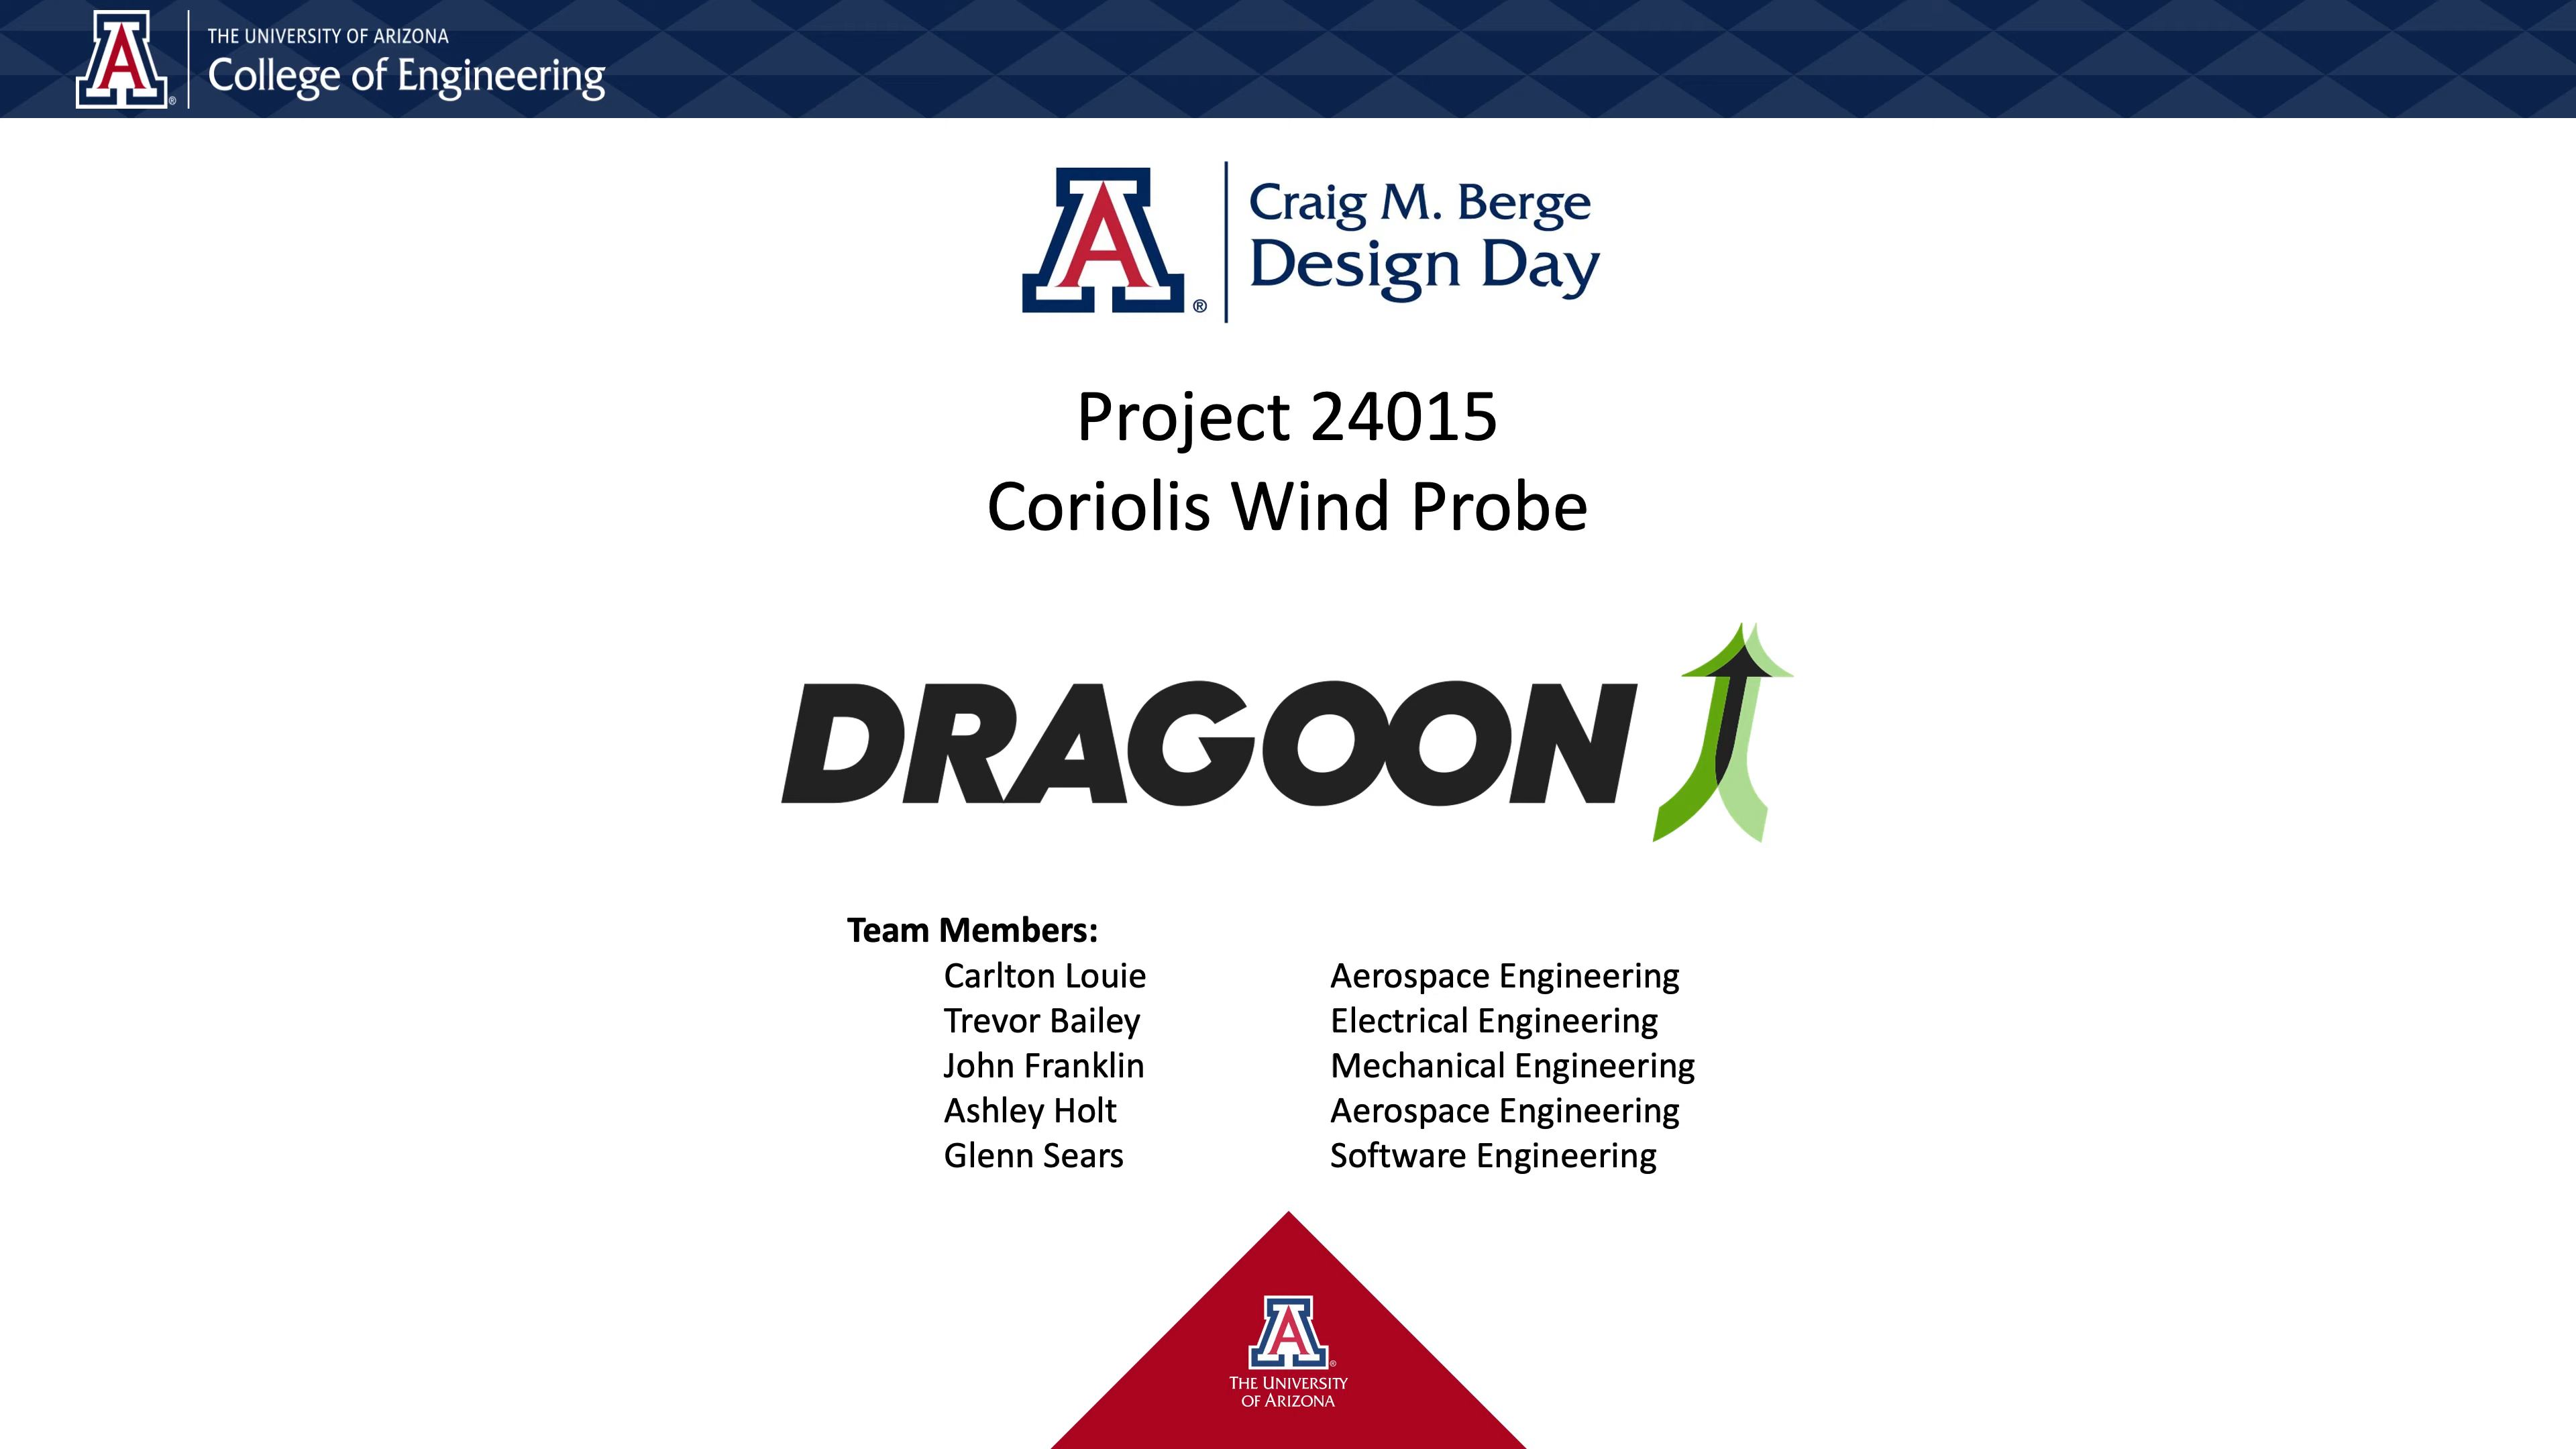 THE UNIVERSITY OF ARIZONA
College of Engineering
Craig M. Berge
Design Day
Project 24015
Coriolis Wind Probe
DRAGOON
Team Members:
Carlton Louie Aerospace Engineering
Trevor Bailey Electrical Engineering
John Franklin Mechanical Engineering
Ashley Holt Aerospace Engineering
Glenn Sears Software Engineering
A
THE UNIVERSITY
OF ARIZONA